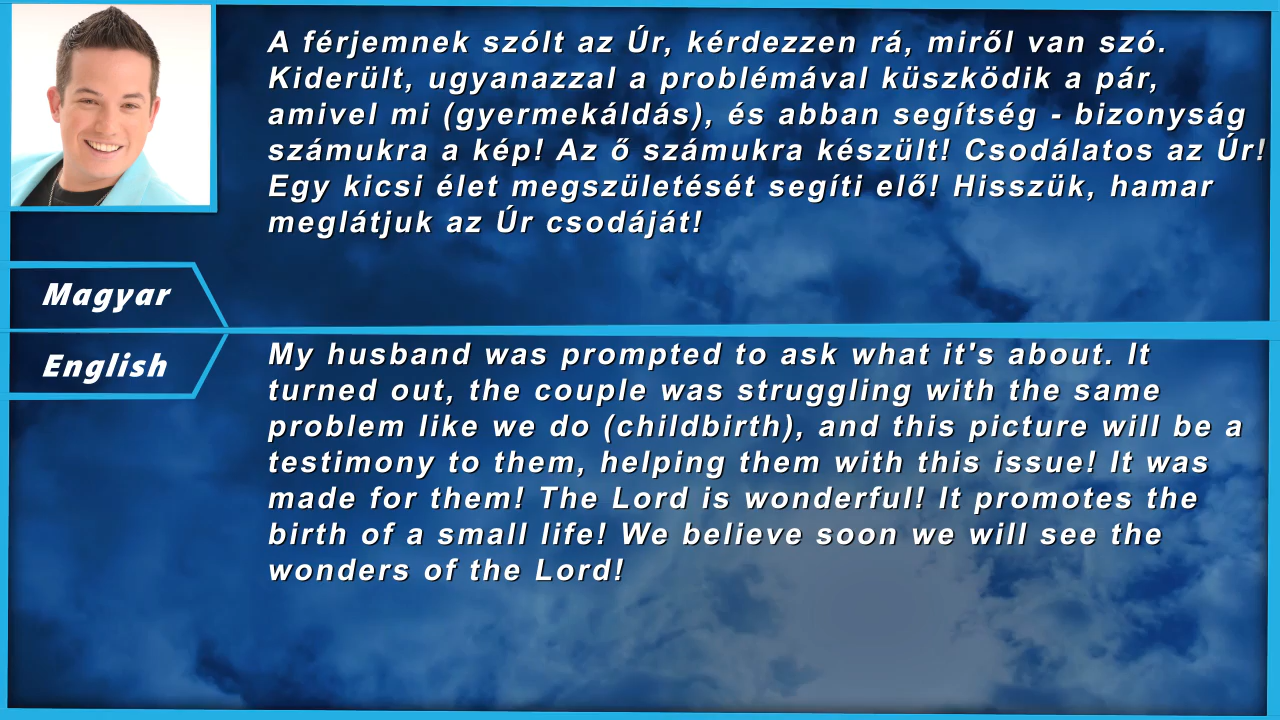 A férjemnek szólt az Úr, kérdezzen rá, miről van szó.
Kiderült, ugyanazzal a problémával küszködik a pár,
amivel mi (gyermekáldás), és abban segítség - bizonyság
számukra a kép! Az ő számukra készült! Csodálatos az Úr!
Egy kicsi élet megszületését segíti elő! Hisszük, hamar
meglátjuk az Úr csodáját!
Magyar
English
My husband was prompted to ask what it's about. It
turned out, the couple was struggling with the same
problem like we do (childbirth), and this picture will be a
testimony to them, helping them with this issue! It was
made for them! The Lord is wonderful! It promotes the
birth of a small life! We believe soon we will see the
wonders of the Lord!